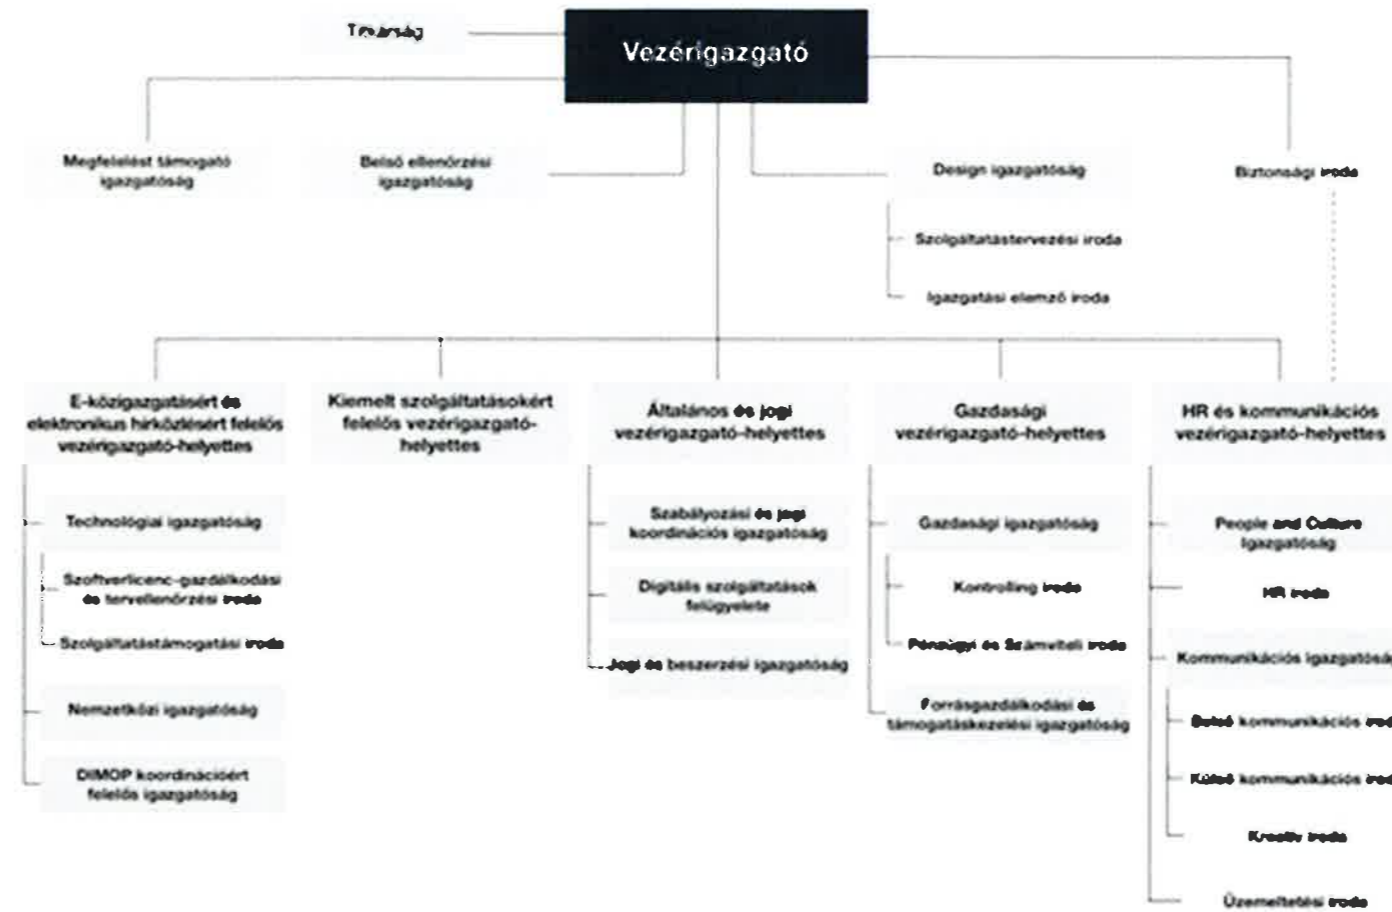 Titkárság
Vezérigazgató
Megfelelést támogató
igazgatóság
Belső ellenőrzési
igazgatóság
Design igazgatóság
Biztonsági iroda
Szolgáltatástervezési iroda
Igazgatási elemző iroda
E-közigazgatásért és
elektronikus hírközlésért felelős
vezérigazgató-helyettes
Kiemelt szolgáltatásokért
felelős vezérigazgató-
helyettes
Általános és jogi
vezérigazgató-helyettes
Gazdasági
vezérigazgató-helyettes
HR és kommunikációs
vezérigazgató-helyettes
Technológiai igazgatóság
Szoftverlicenc-gazdálkodási
és tervellenőrzési iroda
Szolgáltatástámogatási iroda
Nemzetközi igazgatóság
DIMOP koordinációért
felelős igazgatóság
Szabályozási és jogi
koordinációs igazgatóság
Digitális szolgáltatások
felügyelete
Jogi és beszerzési igazgatóság
Gazdasági igazgatóság
Kontrolling iroda
Pénzügyi és Számviteli iroda
Forrásgazdálkodási és
támogatáskezelési igazgatóság
People and Culture
Igazgatóság
HR iroda
Kommunikációs igazgatóság
Belső kommunikációs irod
Külső kommunikációs irod
Kreatív iroda
Üzemeltetési iroda